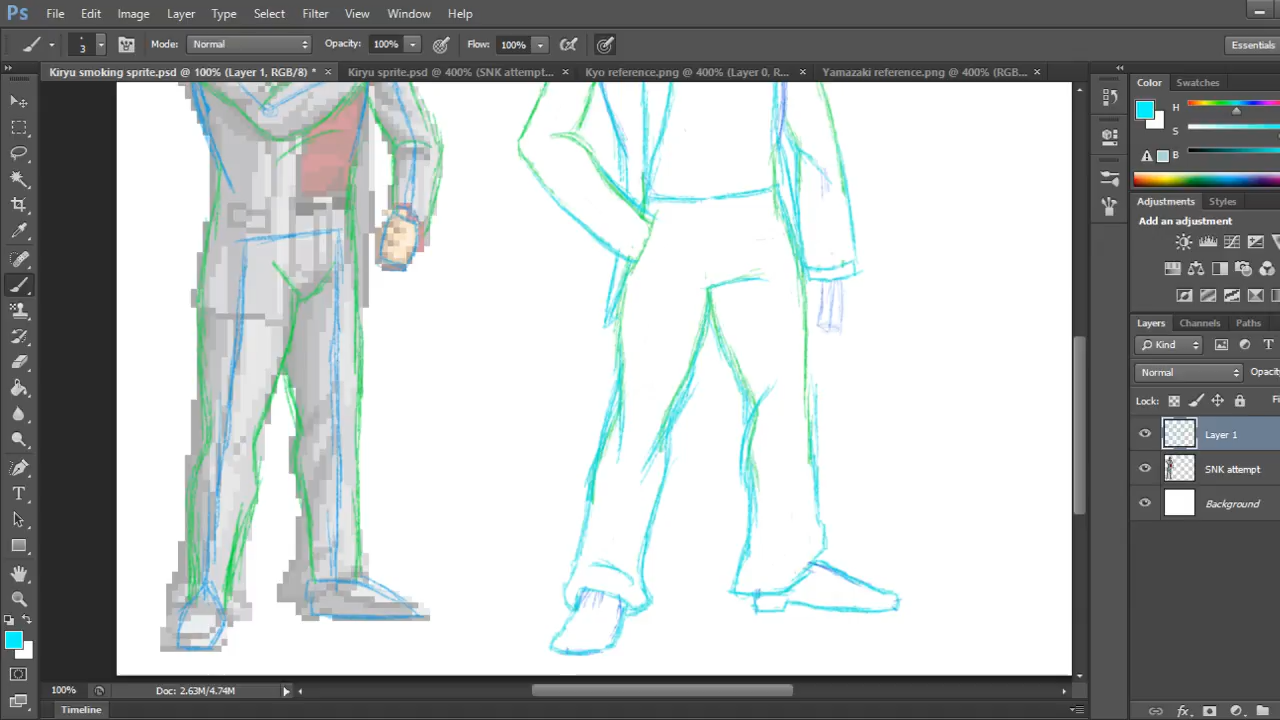 Ps File Edit Image Layer Type Select Filter View Window Help
3 Mode: Normal Opacity: 100% Flow: 100% Essentials
Kiryu smoking sprite.psd @ 100% (Layer 1, RGB/8) * × Kiryu sprite.psd @ 400% (SNK attempt... × Kyo reference.png @ 400% (Layer 0, R... × Yamazaki reference.png @ 400% (RGB... ×
Color Swatches
H
S
B
Adjustments Styles
Add an adjustment
Layers Channels Paths
Kind
Normal Opacity:
Lock:
Layer 1
SNK attempt
Background
100% Doc: 2.63M/4.74M
Timeline